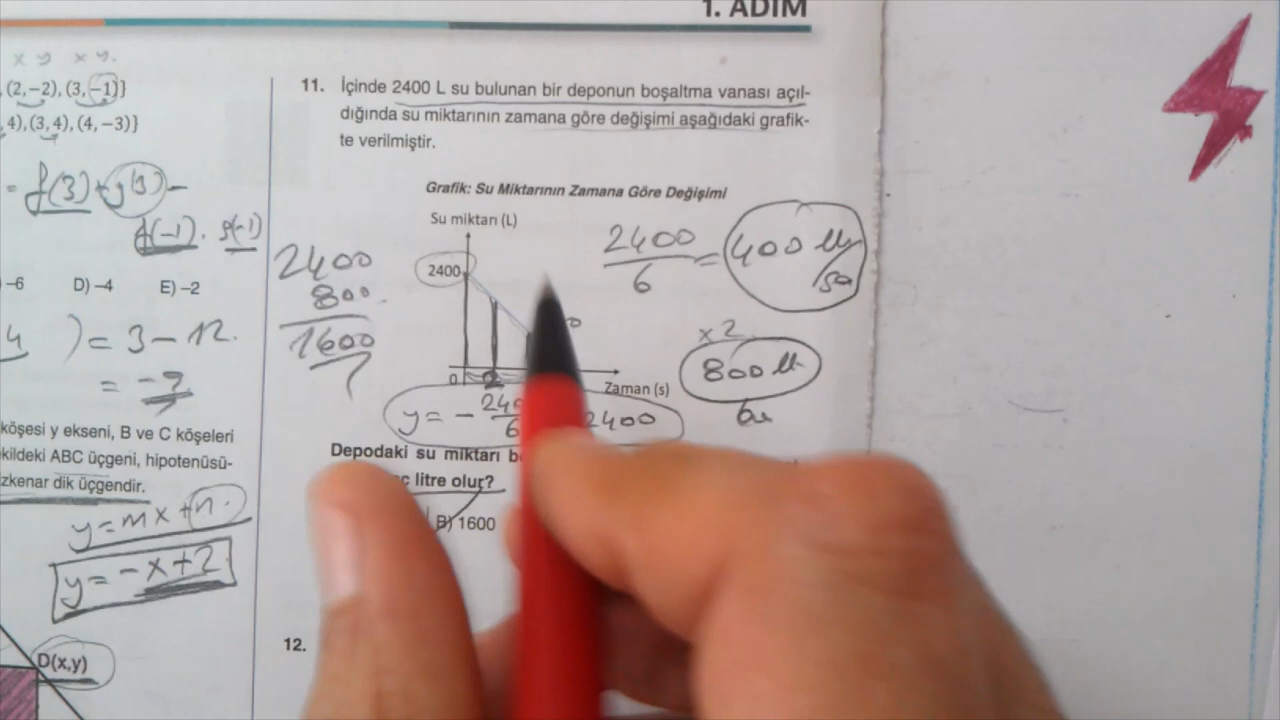 1. ADIM
x y x y.
(2,−2), (3,−1)}
4), (3,4), (4,−3)}
= f(3)+g(3)−
f(−1). g(−1)
−6 D) −4 E) −2
) = 3−12.
= −9
köşesi y ekseni, B ve C köşeleri
kildeki ABC üçgeni, hipotenüsü-
zkenar dik üçgendir.
y=mx+n.
y=−x+2
D(x,y)
11. İçinde 2400 L su bulunan bir deponun boşaltma vanası açıl-
dığında su miktarının zamana göre değişimi aşağıdaki grafik-
te verilmiştir.
Grafik: Su Miktarının Zamana Göre Değişimi
Su miktarı (L)
2400
800
1600
2400
0
2
Zaman (s)
2400
6
= 400
x2
800
y = −
6
2400
Depodaki su miktarı
litre olur?
B) 1600
12.